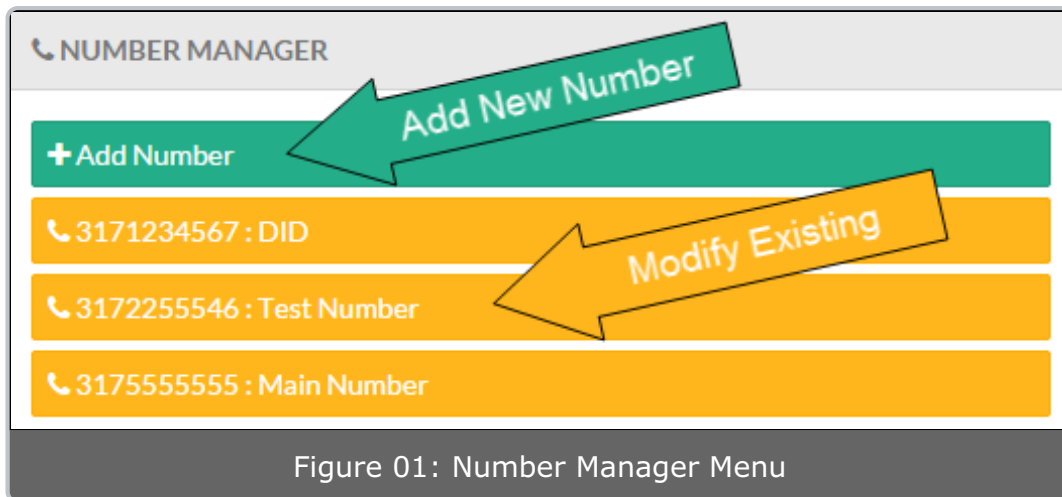 NUMBER MANAGER
Add New Number
+ Add Number
3171234567 : DID
Modify Existing
3172255546 : Test Number
3175555555 : Main Number
Figure 01: Number Manager Menu